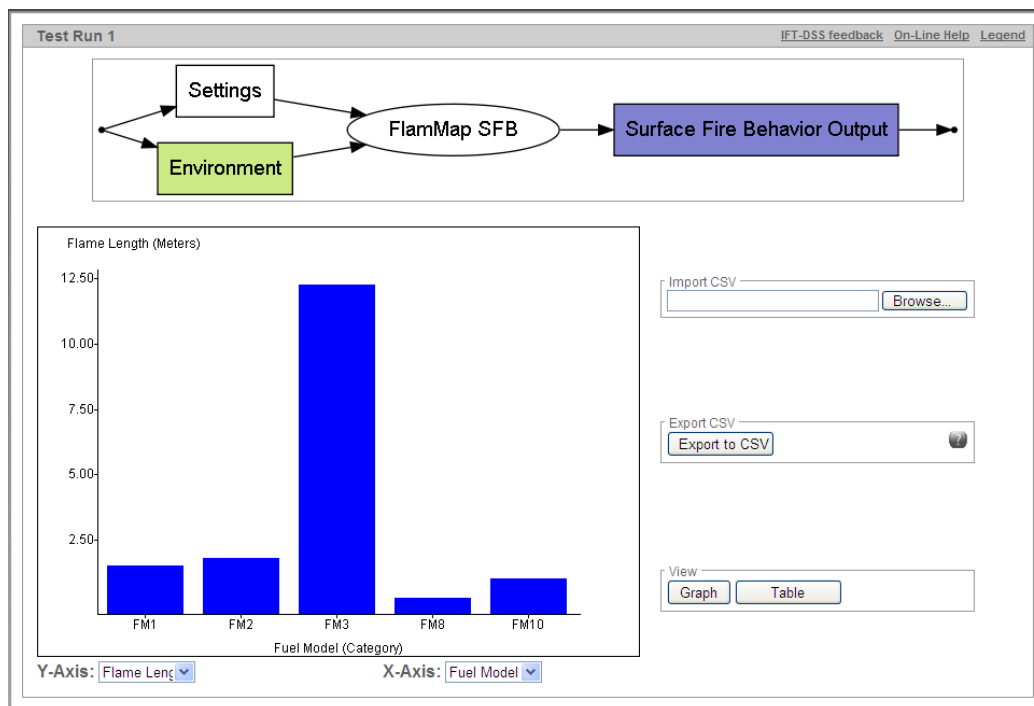 Test Run 1
IFT-DSS feedback On-Line Help Legend
Settings
Environment
FlamMap SFB
Surface Fire Behavior Output
Flame Length (Meters)
12.50
10.00
7.50
5.00
2.50
FM1 FM2 FM3 FM8 FM10
Fuel Model (Category)
Y-Axis: Flame Leng
X-Axis: Fuel Model
Import CSV
Browse...
Export CSV
Export to CSV
?
View
Graph
Table